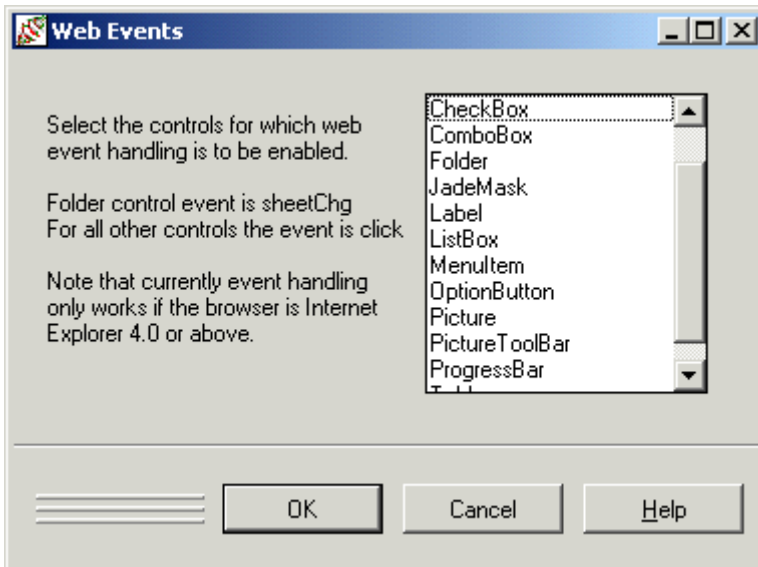 Web Events
Select the controls for which web
event handling is to be enabled.
Folder control event is sheetChg
For all other controls the event is click
Note that currently event handling
only works if the browser is Internet
Explorer 4.0 or above.
CheckBox
ComboBox
Folder
JadeMask
Label
ListBox
MenuItem
OptionButton
Picture
PictureToolBar
ProgressBar
OK
Cancel
Help